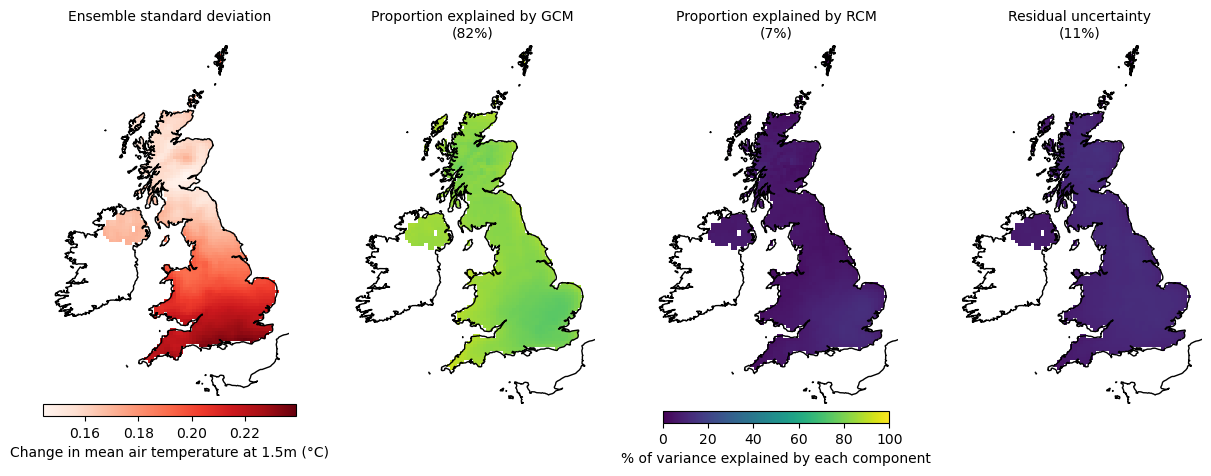 Ensemble standard deviation
Proportion explained by GCM
(82%)
Proportion explained by RCM
(7%)
Residual uncertainty
(11%)
0.16 0.18 0.20 0.22
Change in mean air temperature at 1.5m (°C)
0 20 40 60 80 100
% of variance explained by each component